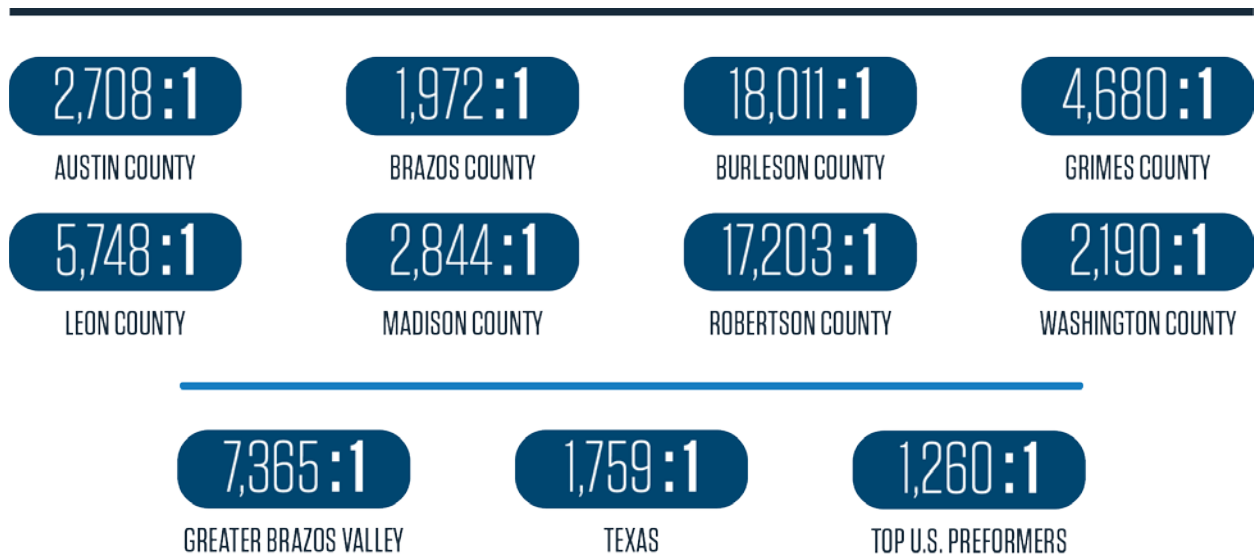 2,708:1 1,972:1 18,011:1 4,680:1
AUSTIN COUNTY BRAZOS COUNTY BURLESON COUNTY GRIMES COUNTY
5,748:1 2,844:1 17,203:1 2,190:1
LEON COUNTY MADISON COUNTY ROBERTSON COUNTY WASHINGTON COUNTY
7,365:1 1,759:1 1,260:1
GREATER BRAZOS VALLEY TEXAS TOP U.S. PREFORMERS